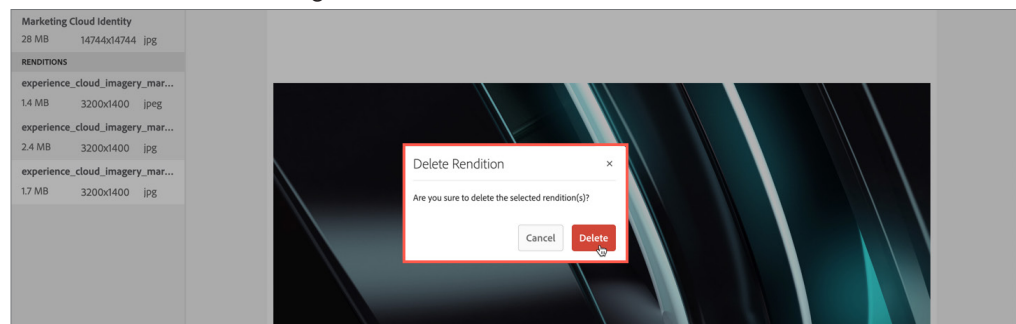 Marketing Cloud Identity
28 MB 14744x14744 jpg
RENDITIONS
experience_cloud_imagery_mar...
1.4 MB 3200x1400 jpeg
experience_cloud_imagery_mar...
2.4 MB 3200x1400 jpg
experience_cloud_imagery_mar...
1.7 MB 3200x1400 jpg
Delete Rendition ×
Are you sure to delete the selected rendition(s)?
Cancel Delete